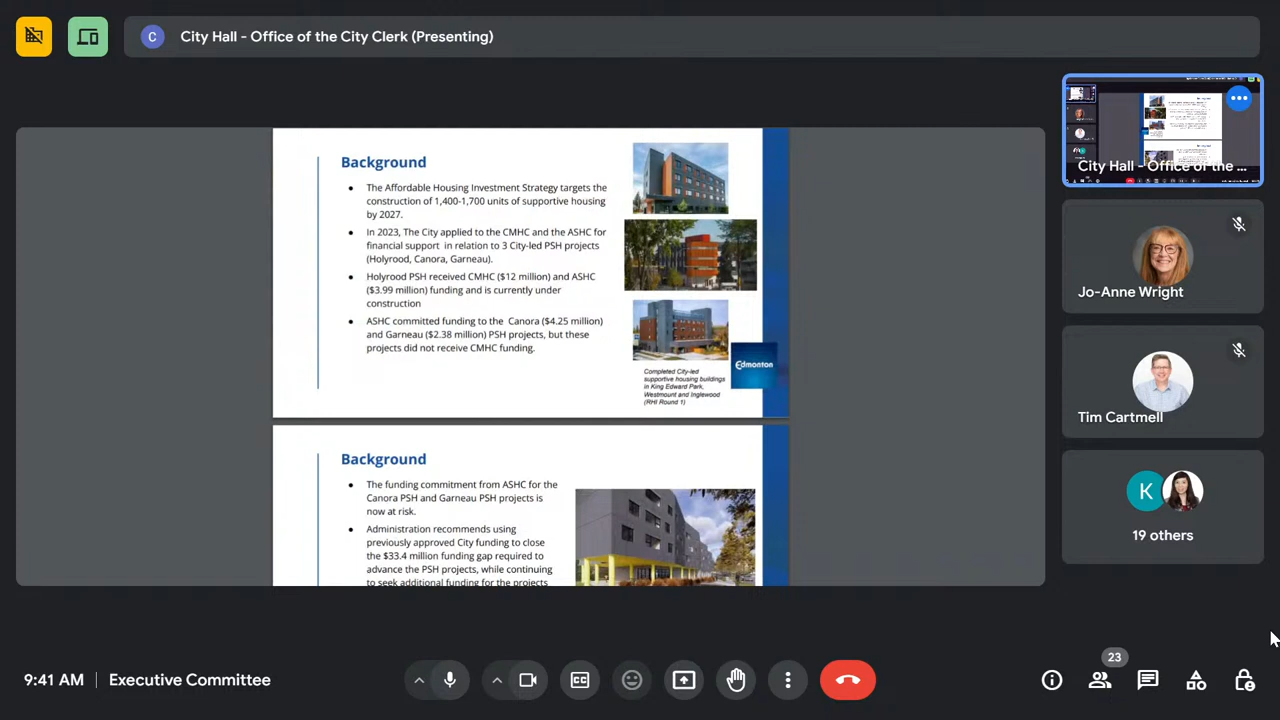 C
City Hall - Office of the City Clerk (Presenting)
Background
● The Affordable Housing Investment Strategy targets the
construction of 1,400-1,700 units of supportive housing
by 2027.
● In 2023, The City applied to the CMHC and the ASHC for
financial support in relation to 3 City-led PSH projects
(Holyrood, Canora, Garneau).
● Holyrood PSH received CMHC ($12 million) and ASHC
($3.99 million) funding and is currently under
construction
● ASHC committed funding to the Canora ($4.25 million)
and Garneau ($2.38 million) PSH projects, but these
projects did not receive CMHC funding.
Edmonton
Completed City-led
supportive housing buildings
in King Edward Park,
Westmount and Inglewood
(RHI Round 1)
Background
● The funding commitment from ASHC for the
Canora PSH and Garneau PSH projects is
now at risk.
● Administration recommends using
previously approved City funding to close
the $33.4 million funding gap required to
advance the PSH projects, while continuing
to seek additional funding for the projects
City Hall - Office of the ...
Jo-Anne Wright
Tim Cartmell
K
19 others
9:41 AM | Executive Committee
23